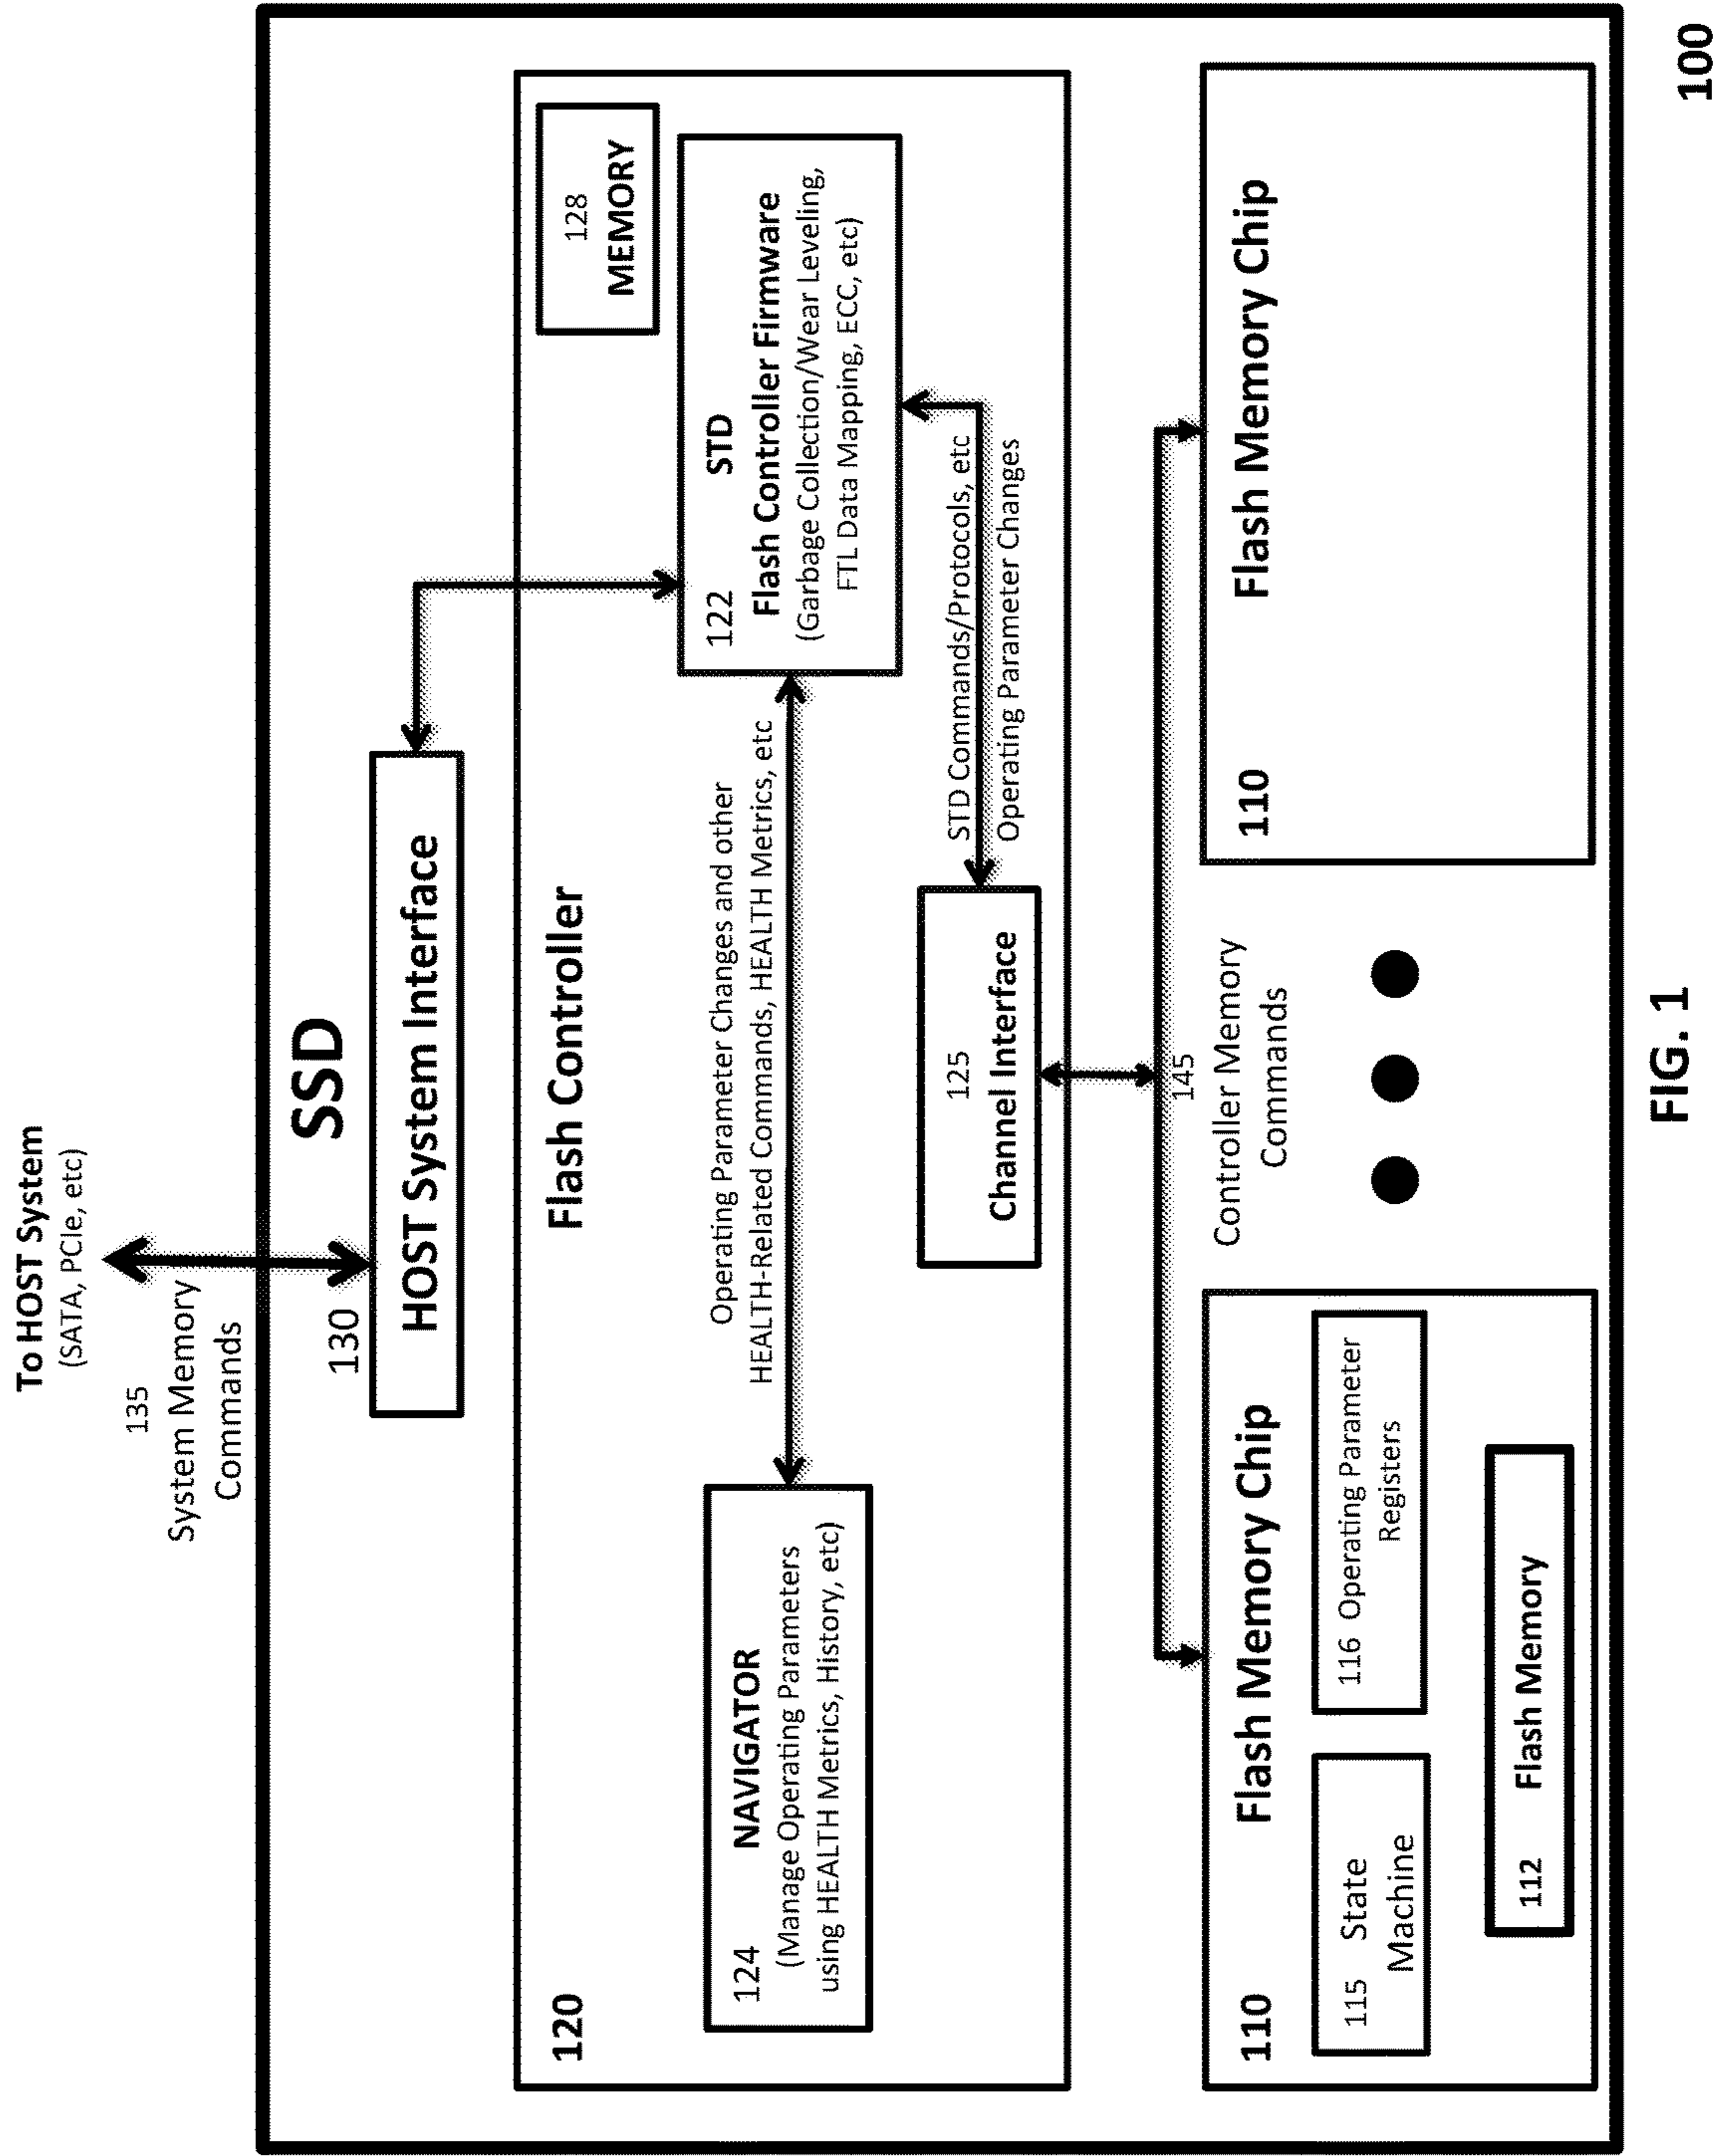 To HOST System
(SATA, PCIe, etc)
135
System Memory
Commands
SSD
130
HOST System Interface
Flash Controller
120
128
MEMORY
124 NAVIGATOR
(Manage Operating Parameters
using HEALTH Metrics, History, etc)
Operating Parameter Changes and other
HEALTH-Related Commands, HEALTH Metrics, etc
122 STD
Flash Controller Firmware
(Garbage Collection/Wear Leveling,
FTL Data Mapping, ECC, etc)
125
Channel Interface
STD Commands/Protocols, etc
Operating Parameter Changes
145
Controller Memory
Commands
110 Flash Memory Chip
115 State
Machine
116 Operating Parameter
Registers
112 Flash Memory
110 Flash Memory Chip
FIG. 1
100